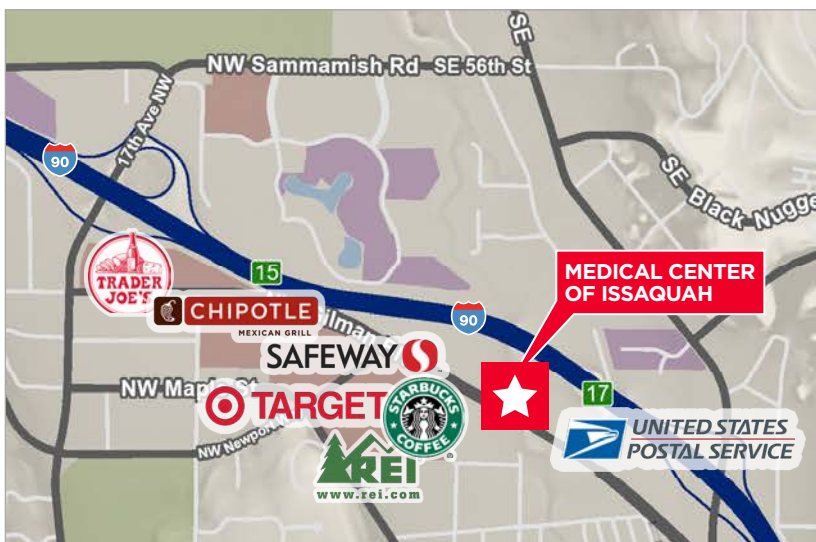 NW Sammamish Rd SE 56th St
SE
17th Ave NW
90
SE Black Nugge
MEDICAL CENTER
OF ISSAQUAH
TRADER
JOE'S
15
CHIPOTLE
MEXICAN GRILL
ilman
90
SAFEWAY
NW Maple St
TARGET
STARBUCKS
COFFEE
17
UNITED STATES
POSTAL SERVICE
NW Newport
REI
www.rei.com